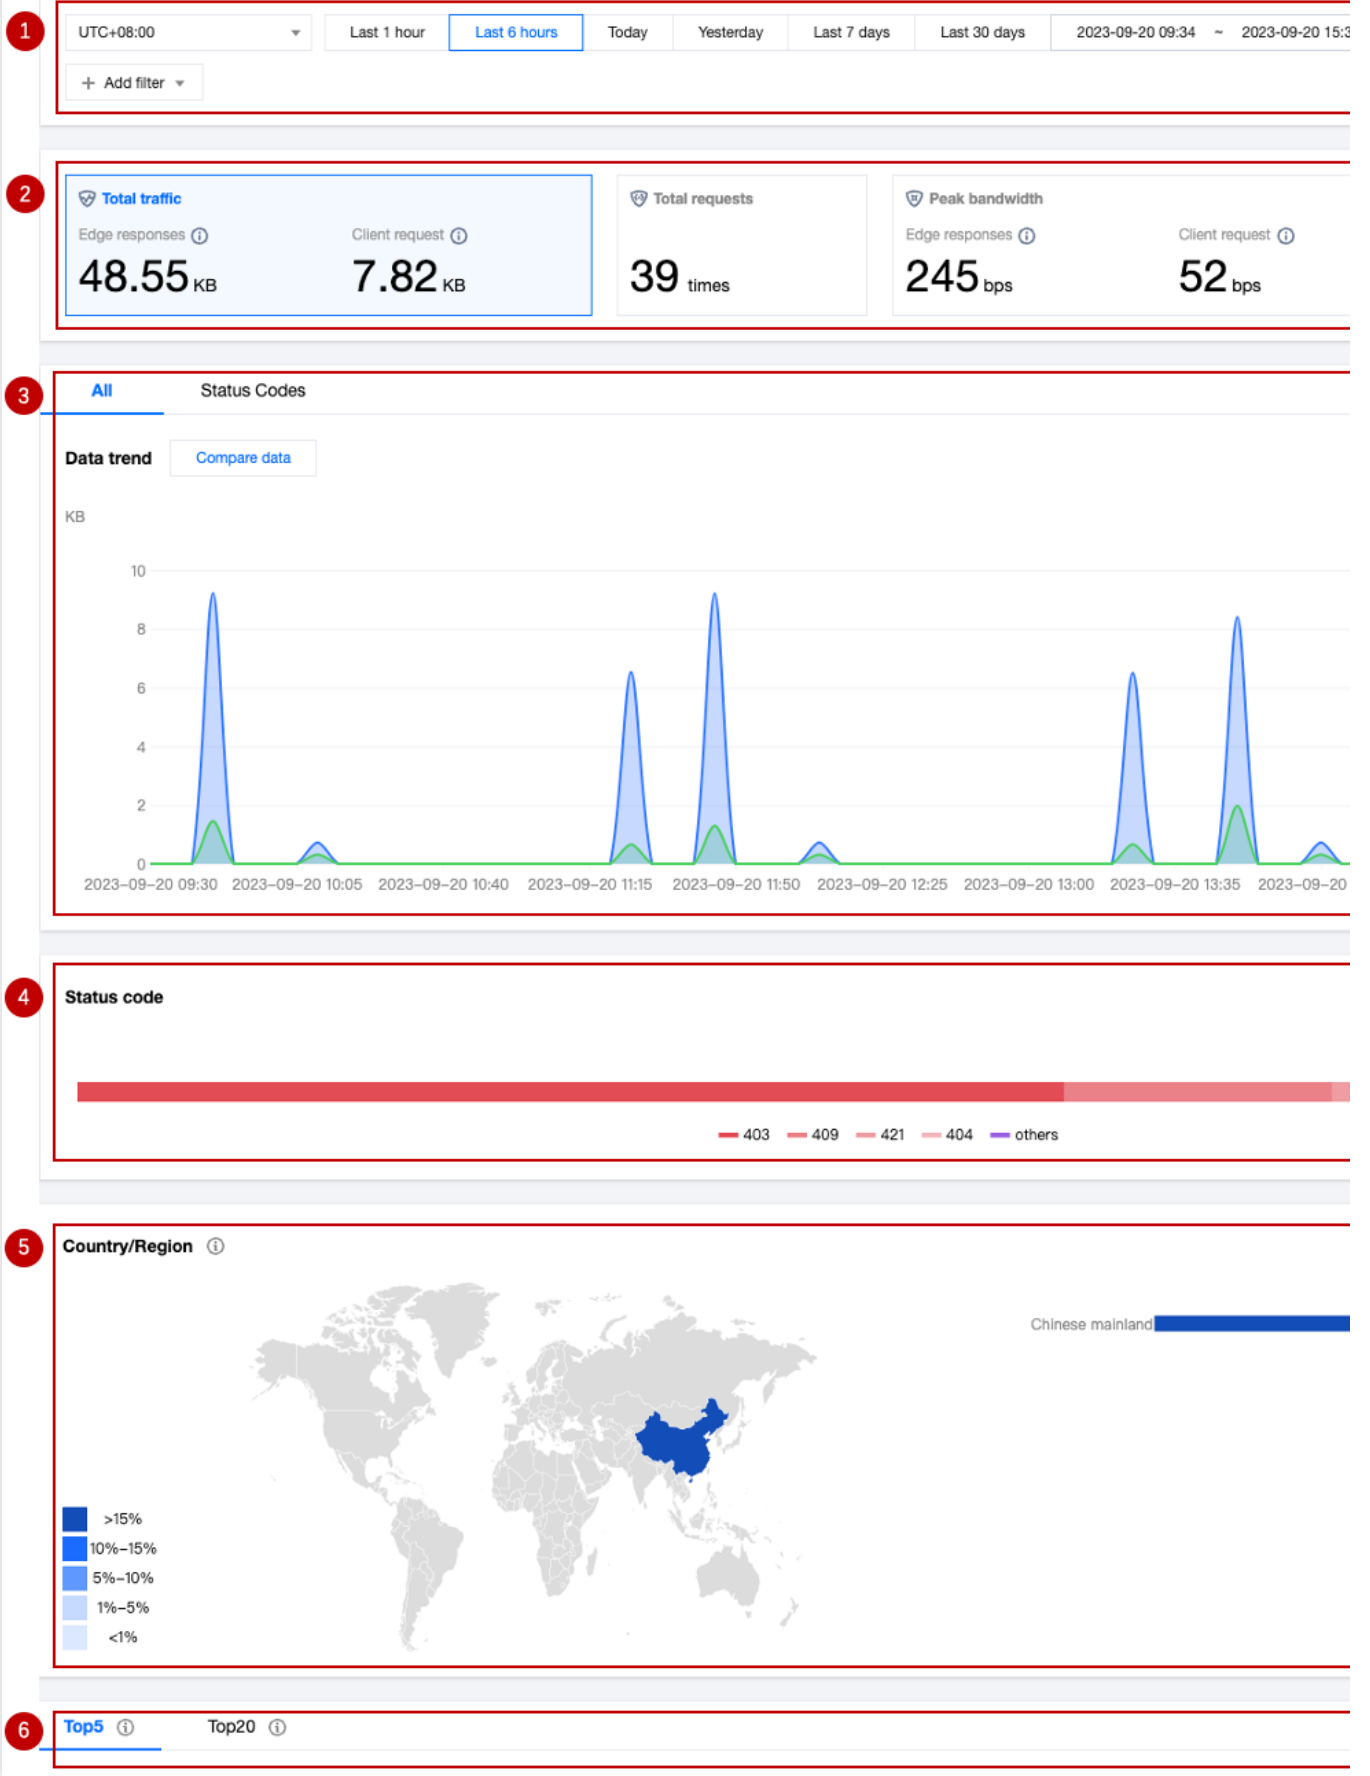 1
UTC+08:00 Last 1 hour Last 6 hours Today Yesterday Last 7 days Last 30 days 2023-09-20 09:34 ~ 2023-09-20 15:3
+ Add filter
2
Total traffic Total requests Peak bandwidth
Edge responses Client request Edge responses Client request
48.55 KB 7.82 KB 39 times 245 bps 52 bps
3
All Status Codes
Data trend Compare data
KB
10
8
6
4
2
0
2023-09-20 09:30 2023-09-20 10:05 2023-09-20 10:40 2023-09-20 11:15 2023-09-20 11:50 2023-09-20 12:25 2023-09-20 13:00 2023-09-20 13:35 2023-09-20
4
Status code
403 409 421 404 others
5
Country/Region
Chinese mainland
>15%
10%-15%
5%-10%
1%-5%
<1%
6
Top5 Top20